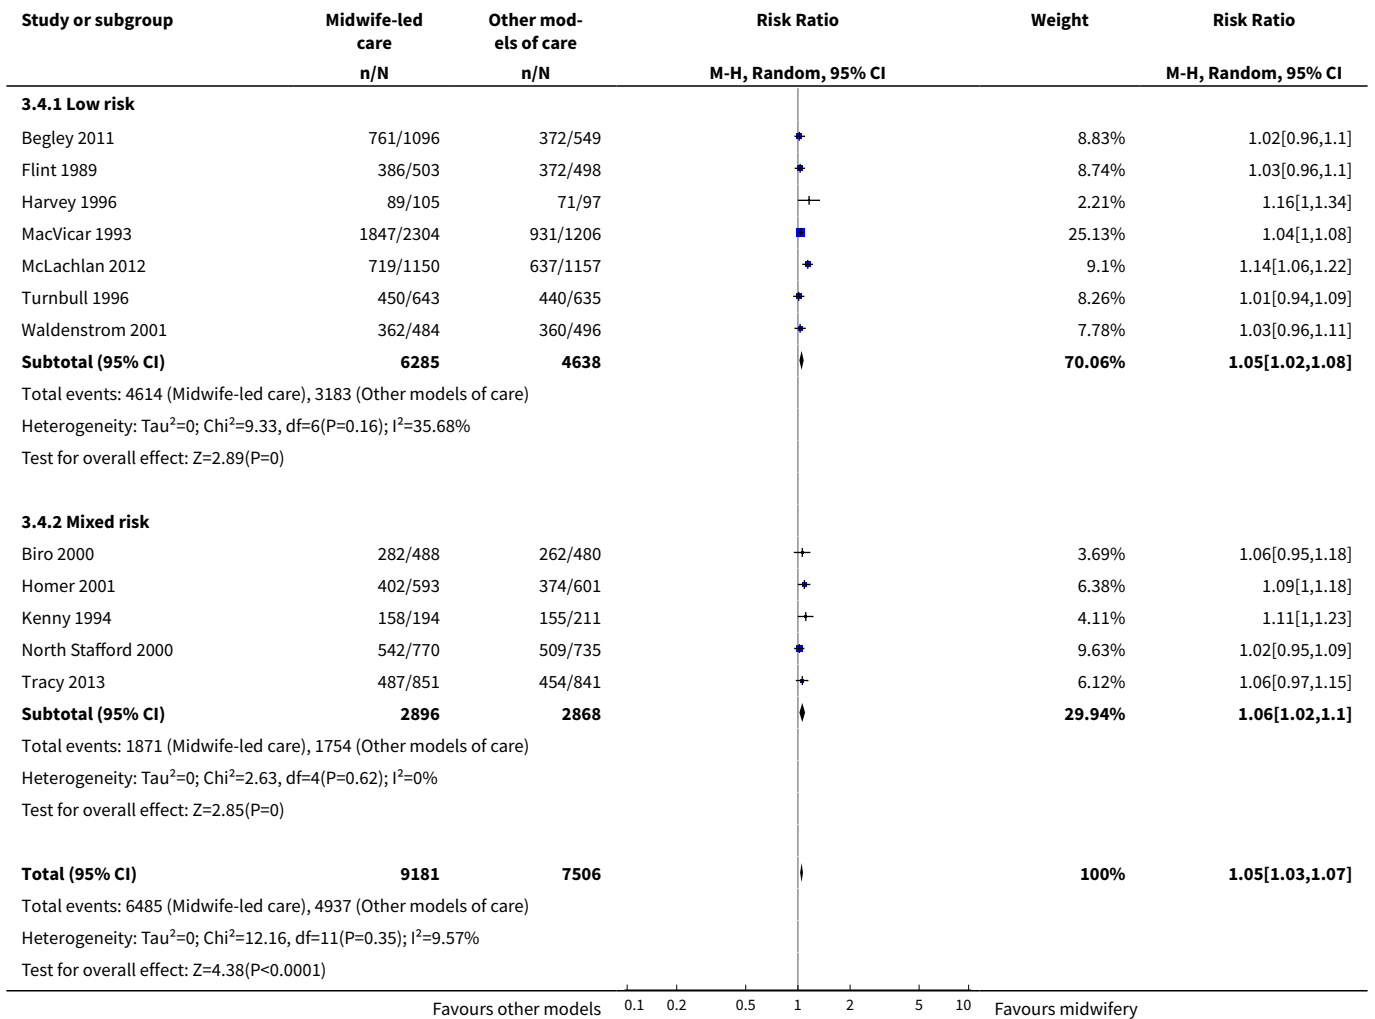 Study or subgroup Midwife-led care Other mod-els of care Risk Ratio Weight Risk Ratio
n/N n/N M-H, Random, 95% CI M-H, Random, 95% CI
3.4.1 Low risk
Begley 2011 761/1096 372/549 8.83% 1.02[0.96,1.1]
Flint 1989 386/503 372/498 8.74% 1.03[0.96,1.1]
Harvey 1996 89/105 71/97 2.21% 1.16[1,1.34]
MacVicar 1993 1847/2304 931/1206 25.13% 1.04[1,1.08]
McLachlan 2012 719/1150 637/1157 9.1% 1.14[1.06,1.22]
Turnbull 1996 450/643 440/635 8.26% 1.01[0.94,1.09]
Waldenstrom 2001 362/484 360/496 7.78% 1.03[0.96,1.11]
Subtotal (95% CI) 6285 4638 70.06% 1.05[1.02,1.08]
Total events: 4614 (Midwife-led care), 3183 (Other models of care)
Heterogeneity: Tau²=0; Chi²=9.33, df=6(P=0.16); I²=35.68%
Test for overall effect: Z=2.89(P=0)
3.4.2 Mixed risk
Biro 2000 282/488 262/480 3.69% 1.06[0.95,1.18]
Homer 2001 402/593 374/601 6.38% 1.09[1,1.18]
Kenny 1994 158/194 155/211 4.11% 1.11[1,1.23]
North Stafford 2000 542/770 509/735 9.63% 1.02[0.95,1.09]
Tracy 2013 487/851 454/841 6.12% 1.06[0.97,1.15]
Subtotal (95% CI) 2896 2868 29.94% 1.06[1.02,1.1]
Total events: 1871 (Midwife-led care), 1754 (Other models of care)
Heterogeneity: Tau²=0; Chi²=2.63, df=4(P=0.62); I²=0%
Test for overall effect: Z=2.85(P=0)
Total (95% CI) 9181 7506 100% 1.05[1.03,1.07]
Total events: 6485 (Midwife-led care), 4937 (Other models of care)
Heterogeneity: Tau²=0; Chi²=12.16, df=11(P=0.35); I²=9.57%
Test for overall effect: Z=4.38(P<0.0001)
Favours other models 0.1 0.2 0.5 1 2 5 10 Favours midwifery